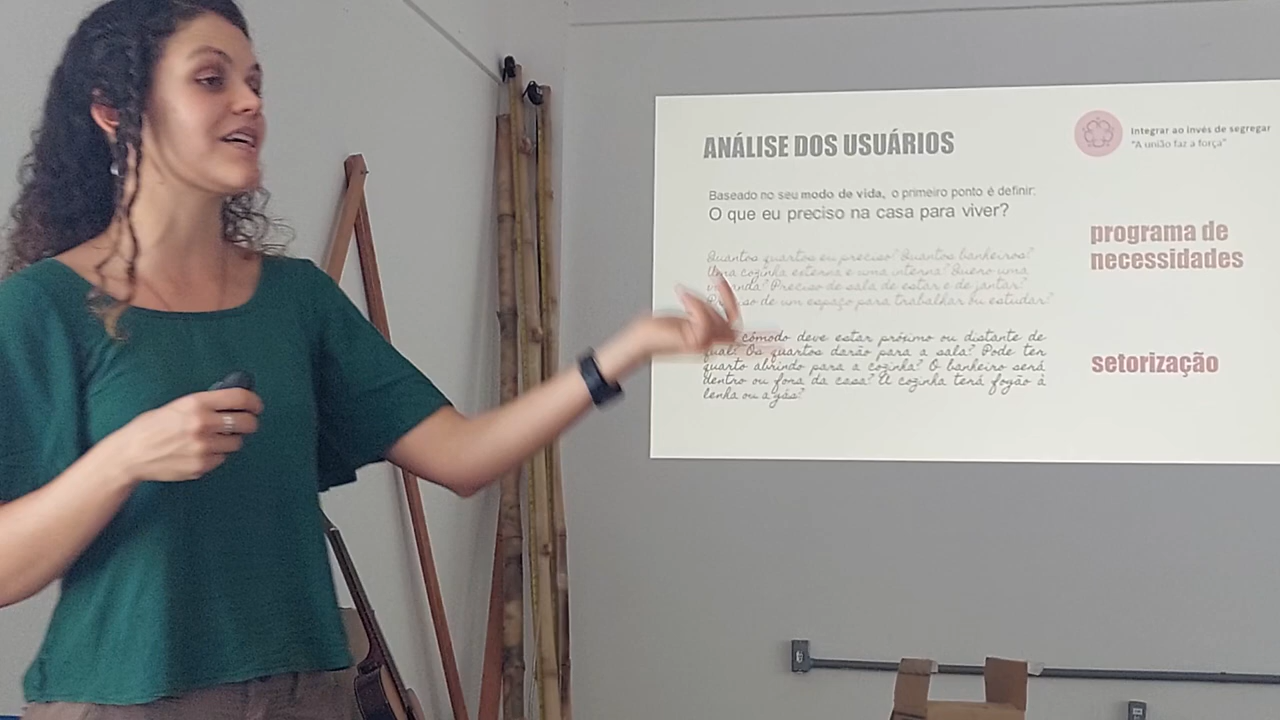 ANÁLISE DOS USUÁRIOS
Integrar ao invés de segregar
"A união faz a força"
Baseado no seu modo de vida, o primeiro ponto é definir:
O que eu preciso na casa para viver?
Quantos quartos eu preciso? Quantos banheiros?
Uma cozinha externa e uma interna? Quero uma
Preciso de sala de estar e de jantar?
so de um espaço para trabalhar ou estudar?
programa de
necessidades
cômodo deve estar próximo ou distante de
qual? Os quartos darão para a sala? Pode ter
quarto abrindo para a cozinha? O banheiro será
dentro ou fora da casa? A cozinha terá fogão à
lenha ou a gás?
setorização